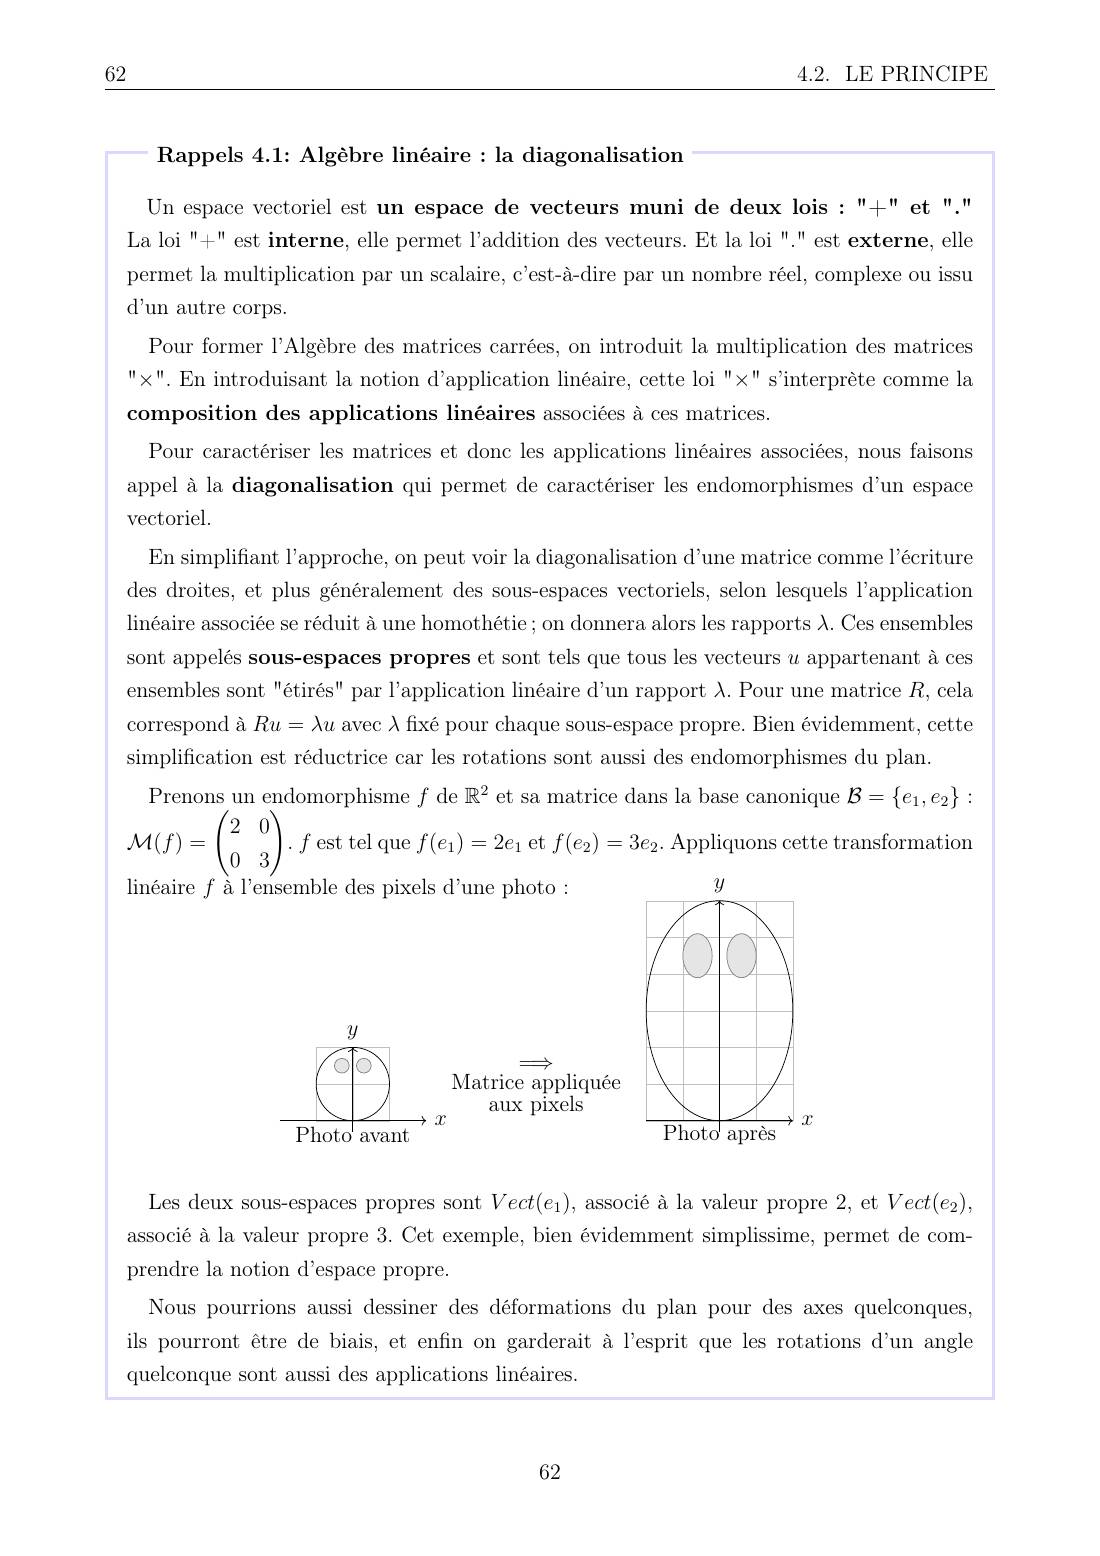 62 4.2. LE PRINCIPE
Rappels 4.1: Algèbre linéaire : la diagonalisation
Un espace vectoriel est un espace de vecteurs muni de deux lois : "+" et "."
La loi "+" est interne, elle permet l'addition des vecteurs. Et la loi "." est externe, elle
permet la multiplication par un scalaire, c'est-à-dire par un nombre réel, complexe ou issu
d'un autre corps.
Pour former l'Algèbre des matrices carrées, on introduit la multiplication des matrices
"×". En introduisant la notion d'application linéaire, cette loi "×" s'interprète comme la
composition des applications linéaires associées à ces matrices.
Pour caractériser les matrices et donc les applications linéaires associées, nous faisons
appel à la diagonalisation qui permet de caractériser les endomorphismes d'un espace
vectoriel.
En simplifiant l'approche, on peut voir la diagonalisation d'une matrice comme l'écriture
des droites, et plus généralement des sous-espaces vectoriels, selon lesquels l'application
linéaire associée se réduit à une homothétie ; on donnera alors les rapports λ. Ces ensembles
sont appelés sous-espaces propres et sont tels que tous les vecteurs u appartenant à ces
ensembles sont "étirés" par l'application linéaire d'un rapport λ. Pour une matrice R, cela
correspond à Ru = λu avec λ fixé pour chaque sous-espace propre. Bien évidemment, cette
simplification est réductrice car les rotations sont aussi des endomorphismes du plan.
Prenons un endomorphisme f de ℝ² et sa matrice dans la base canonique ℬ = {e₁, e₂} :
ℳ(f) = (2 0
0 3). f est tel que f(e₁) = 2e₁ et f(e₂) = 3e₂. Appliquons cette transformation
linéaire f à l'ensemble des pixels d'une photo :
y
y
x
Photo avant
⟹
Matrice appliquée
aux pixels
x
Photo après
Les deux sous-espaces propres sont Vect(e₁), associé à la valeur propre 2, et Vect(e₂),
associé à la valeur propre 3. Cet exemple, bien évidemment simplissime, permet de com-
prendre la notion d'espace propre.
Nous pourrions aussi dessiner des déformations du plan pour des axes quelconques,
ils pourront être de biais, et enfin on garderait à l'esprit que les rotations d'un angle
quelconque sont aussi des applications linéaires.
62